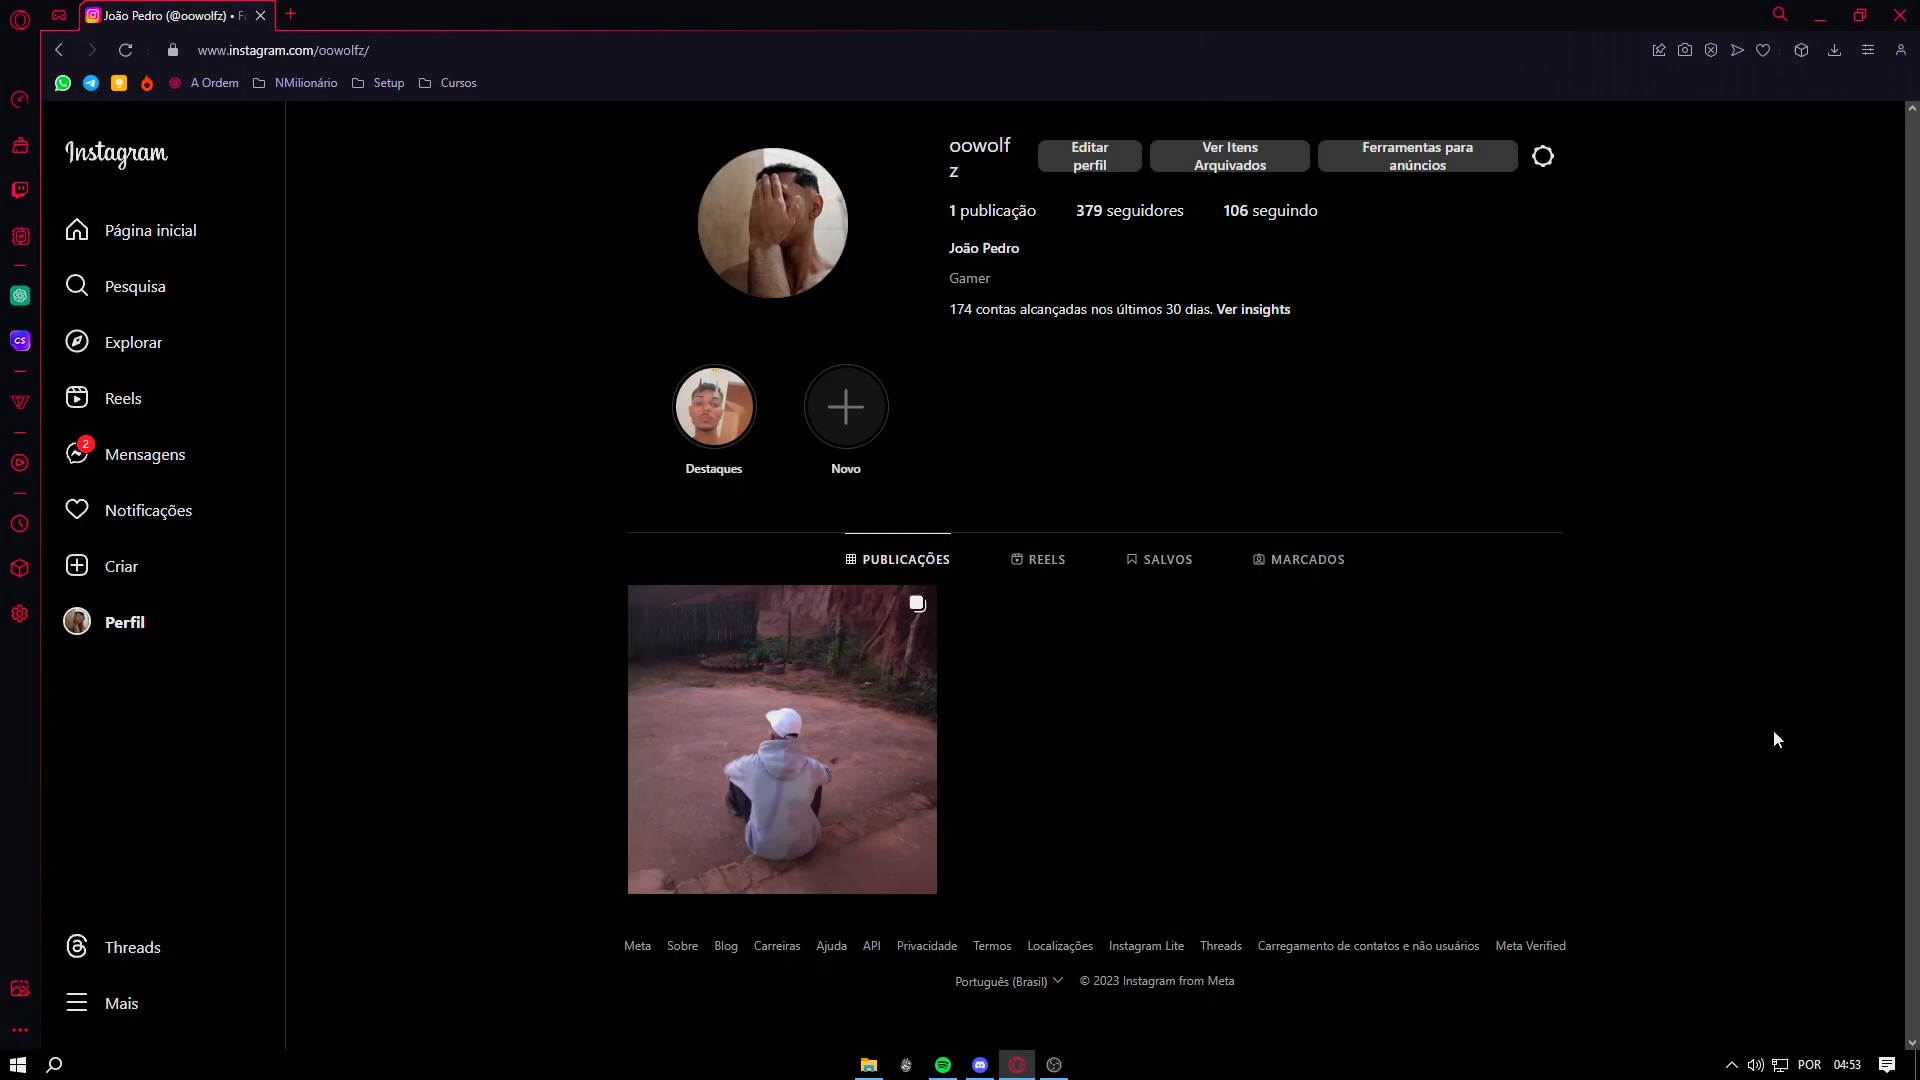 João Pedro (@oowolfz) • Fo
www.instagram.com/oowolfz/
A Ordem
NMilionário
Setup
Cursos
Instagram
Página inicial
Pesquisa
Explorar
Reels
2
Mensagens
Notificações
Criar
Perfil
Threads
Mais
CS
oowolf
z
Editar
perfil
Ver Itens
Arquivados
Ferramentas para
anúncios
1 publicação 379 seguidores 106 seguindo
João Pedro
Gamer
174 contas alcançadas nos últimos 30 dias. Ver insights
Destaques
Novo
PUBLICAÇÕES REELS SALVOS MARCADOS
Meta Sobre Blog Carreiras Ajuda API Privacidade Termos Localizações Instagram Lite Threads Carregamento de contatos e não usuários Meta Verified
Português (Brasil) © 2023 Instagram from Meta
POR 04:53